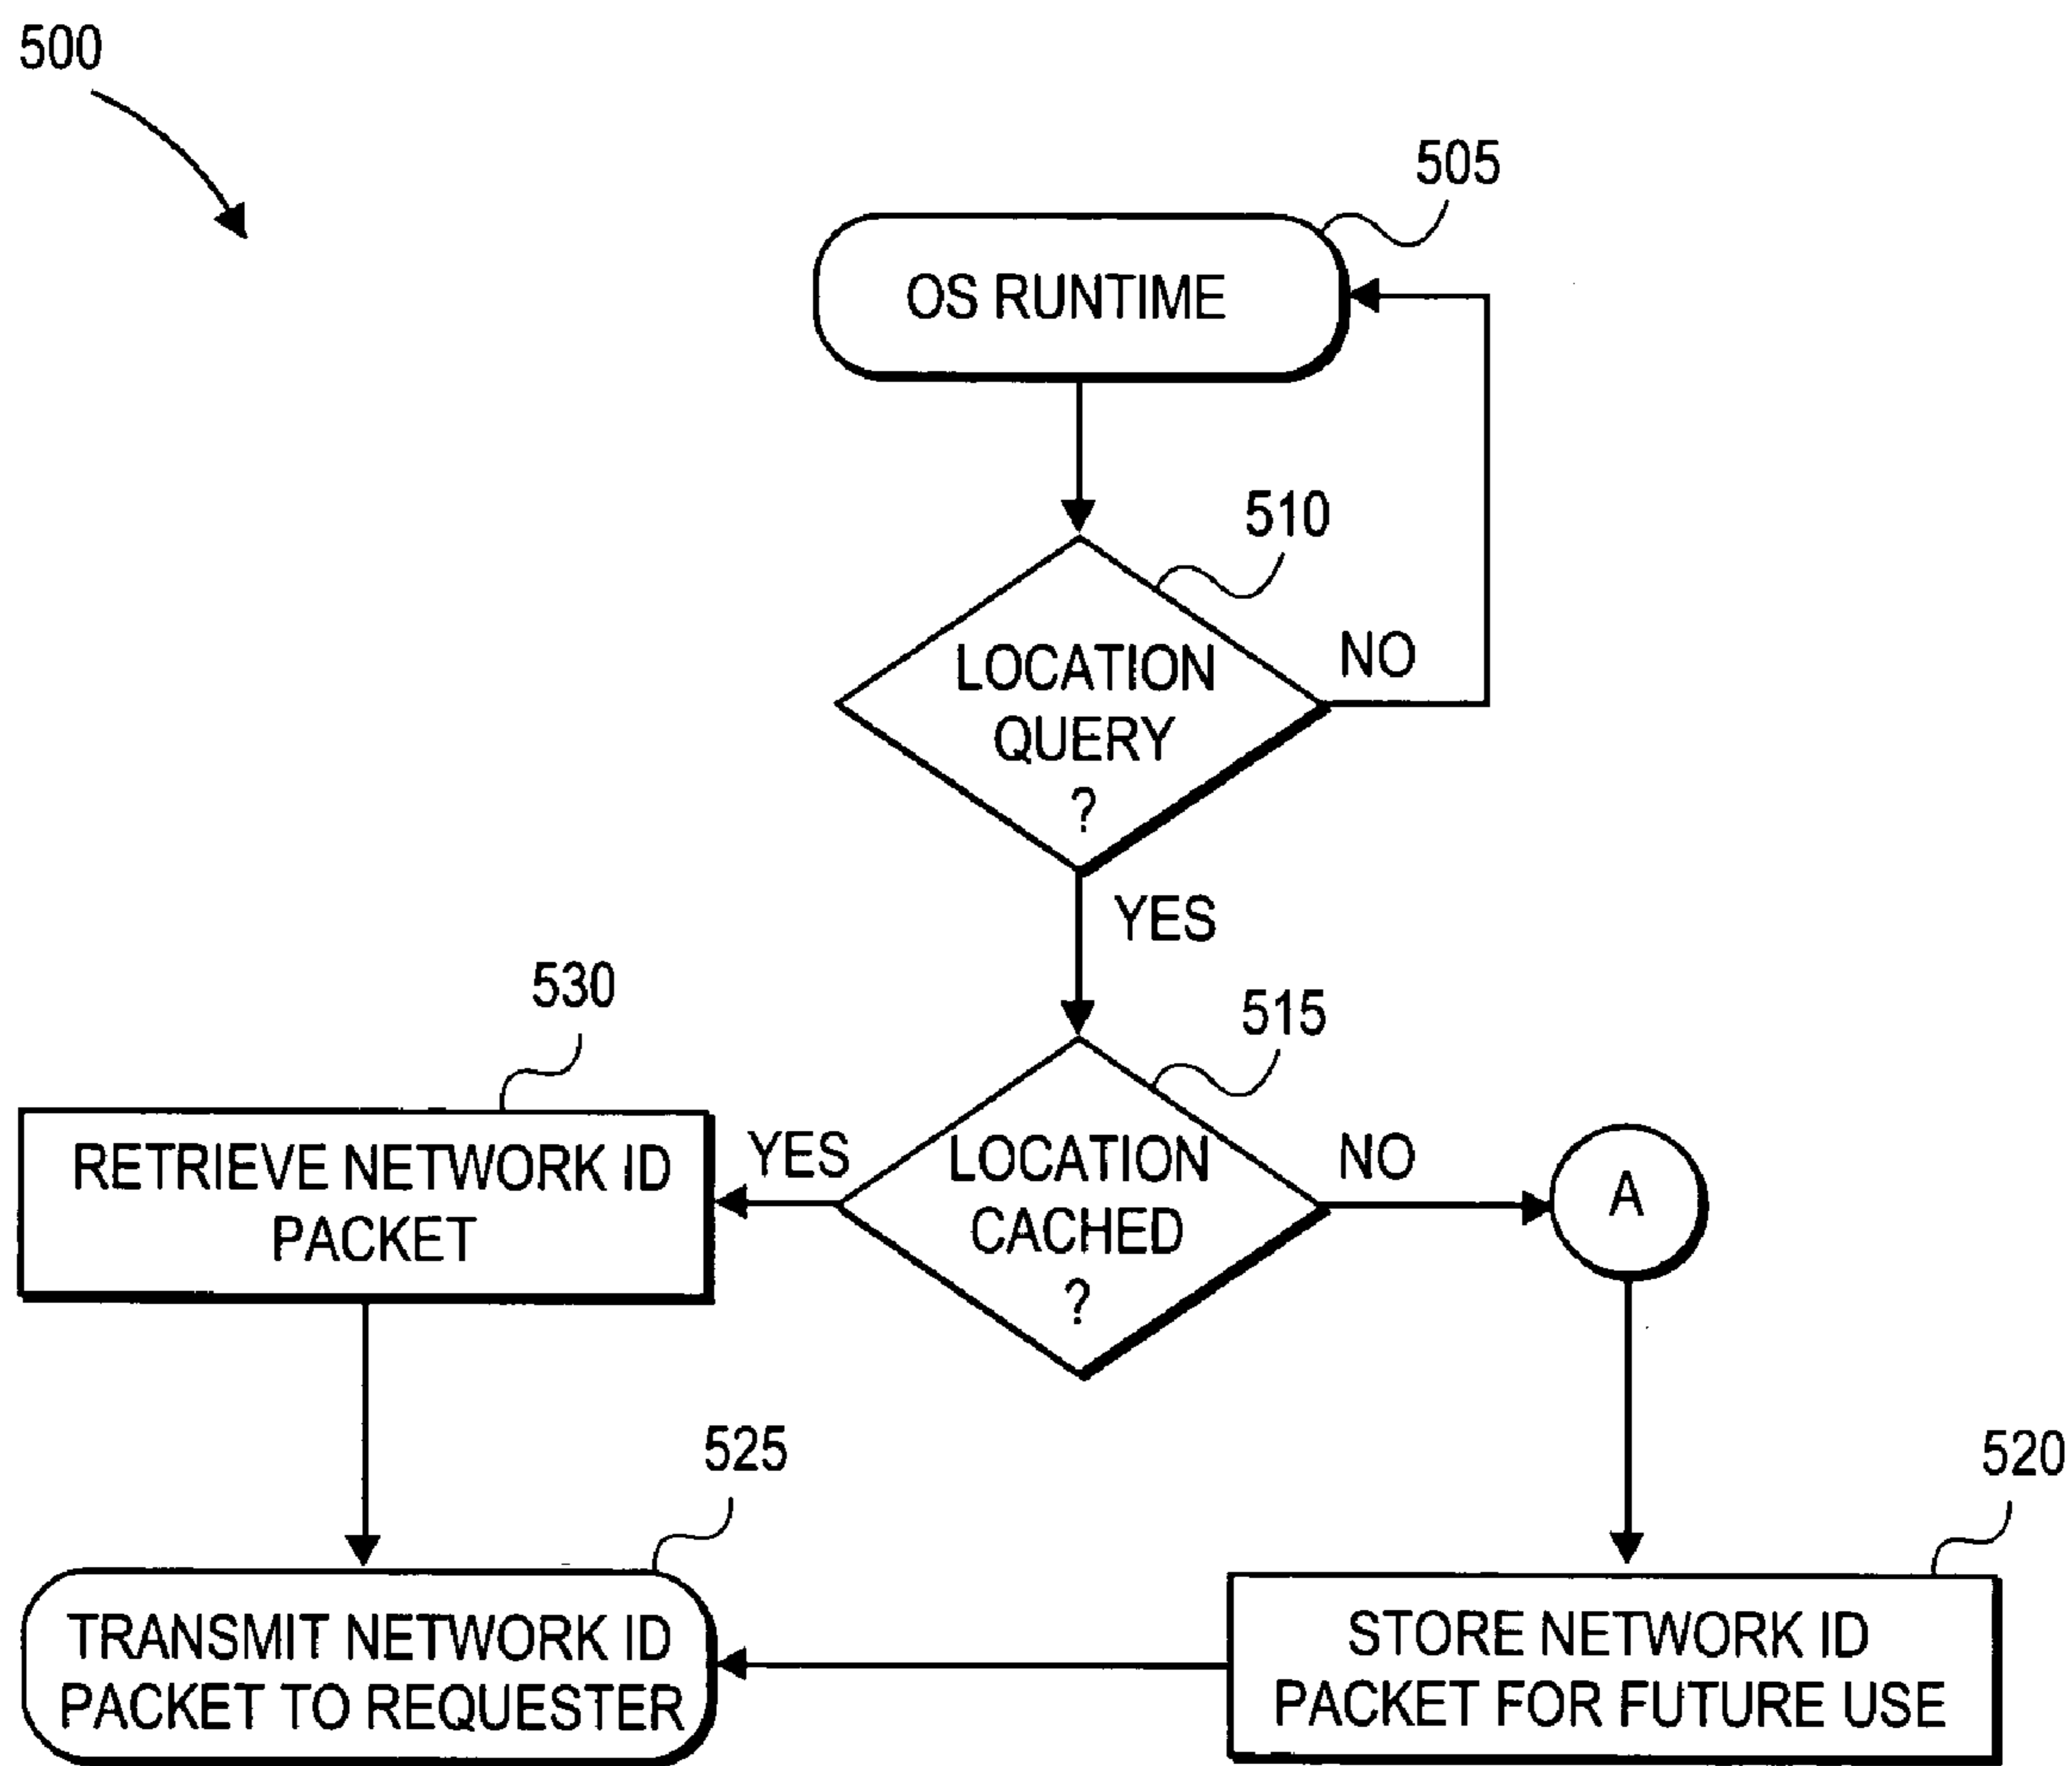 500
505
OS RUNTIME
510
LOCATION
QUERY
?
NO
YES
530
515
RETRIEVE NETWORK ID
PACKET
YES
LOCATION
CACHED
?
NO
A
525
520
TRANSMIT NETWORK ID
PACKET TO REQUESTER
STORE NETWORK ID
PACKET FOR FUTURE USE